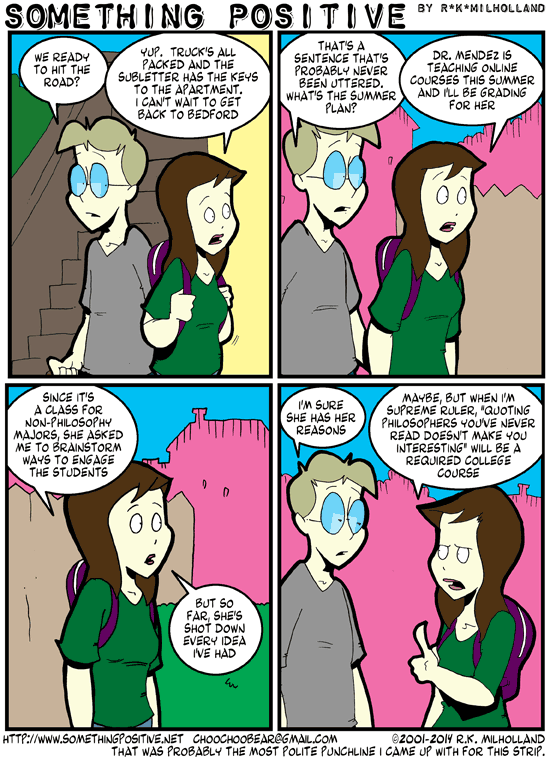 SOMETHING POSITIVE BY R*K*MILHOLLAND
WE READY
TO HIT THE
ROAD?
YUP. TRUCK'S ALL
PACKED AND THE
SUBLETTER HAS THE KEYS
TO THE APARTMENT.
I CAN'T WAIT TO GET
BACK TO BEDFORD
THAT'S A
SENTENCE THAT'S
PROBABLY NEVER
BEEN UTTERED.
WHAT'S THE SUMMER
PLAN?
DR. MENDEZ IS
TEACHING ONLINE
COURSES THIS SUMMER
AND I'LL BE GRADING
FOR HER
SINCE IT'S
A CLASS FOR
NON-PHILOSOPHY
MAJORS, SHE ASKED
ME TO BRAINSTORM
WAYS TO ENGAGE
THE STUDENTS
BUT SO
FAR, SHE'S
SHOT DOWN
EVERY IDEA
I'VE HAD
I'M SURE
SHE HAS HER
REASONS
MAYBE, BUT WHEN I'M
SUPREME RULER, "QUOTING
PHILOSOPHERS YOU'VE NEVER
READ DOESN'T MAKE YOU
INTERESTING" WILL BE A
REQUIRED COLLEGE
COURSE
HTTP://WWW.SOMETHINGPOSITIVE.NET CHOOCHOOBEAR@GMAIL.COM ©2001-2014 R.K. MILHOLLAND
THAT WAS PROBABLY THE MOST POLITE PUNCHLINE I CAME UP WITH FOR THIS STRIP.